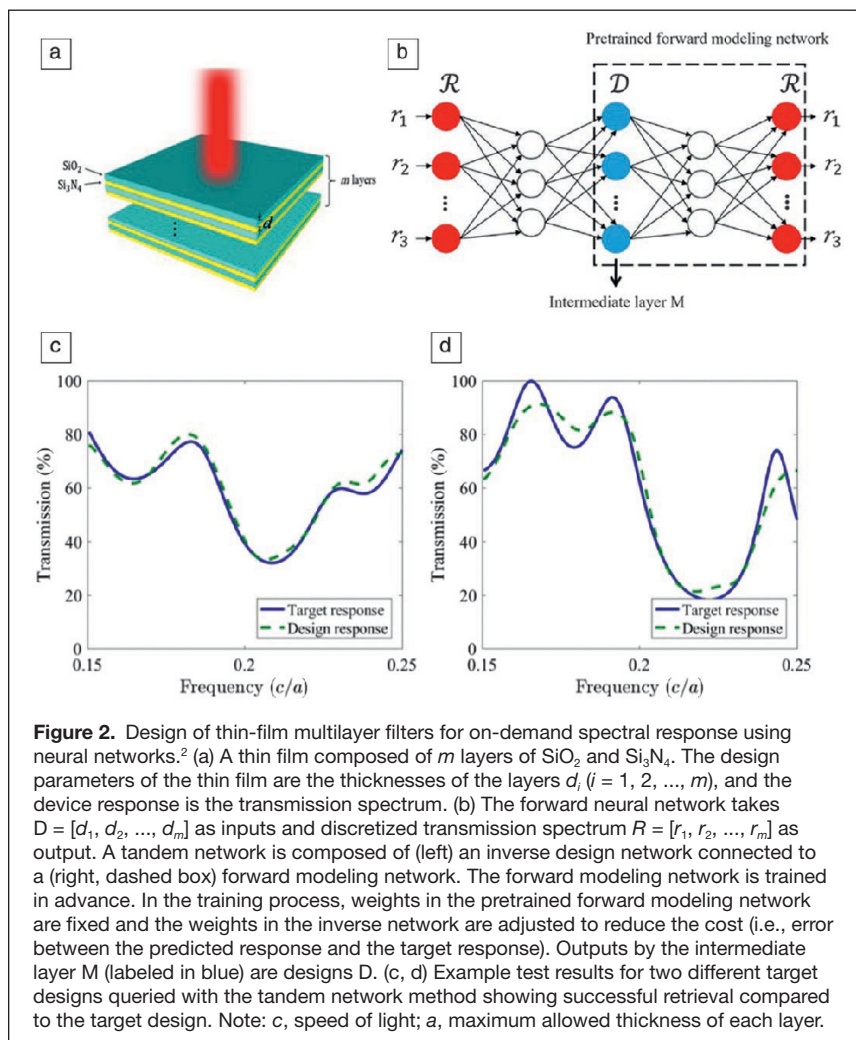 a
SiO₂
Si₃N₄
m layers
d
⋮
b
Pretrained forward modeling network
ℛ
𝒟
ℛ
r₁
r₁
r₂
r₂
⋮
⋮
⋮
r₃
r₃
Intermediate layer M
c
100
80
60
40
20
0
Transmission (%)
Target response
Design response
0.15
0.2
0.25
Frequency (c/a)
d
100
80
60
40
20
0
Transmission (%)
Target response
Design response
0.15
0.2
0.25
Frequency (c/a)
Figure 2. Design of thin-film multilayer filters for on-demand spectral response using
neural networks.² (a) A thin film composed of m layers of SiO₂ and Si₃N₄. The design
parameters of the thin film are the thicknesses of the layers dᵢ (i = 1, 2, ..., m), and the
device response is the transmission spectrum. (b) The forward neural network takes
D = [d₁, d₂, ..., dₘ] as inputs and discretized transmission spectrum R = [r₁, r₂, ..., rₘ] as
output. A tandem network is composed of (left) an inverse design network connected to
a (right, dashed box) forward modeling network. The forward modeling network is trained
in advance. In the training process, weights in the pretrained forward modeling network
are fixed and the weights in the inverse network are adjusted to reduce the cost (i.e., error
between the predicted response and the target response). Outputs by the intermediate
layer M (labeled in blue) are designs D. (c, d) Example test results for two different target
designs queried with the tandem network method showing successful retrieval compared
to the target design. Note: c, speed of light; a, maximum allowed thickness of each layer.